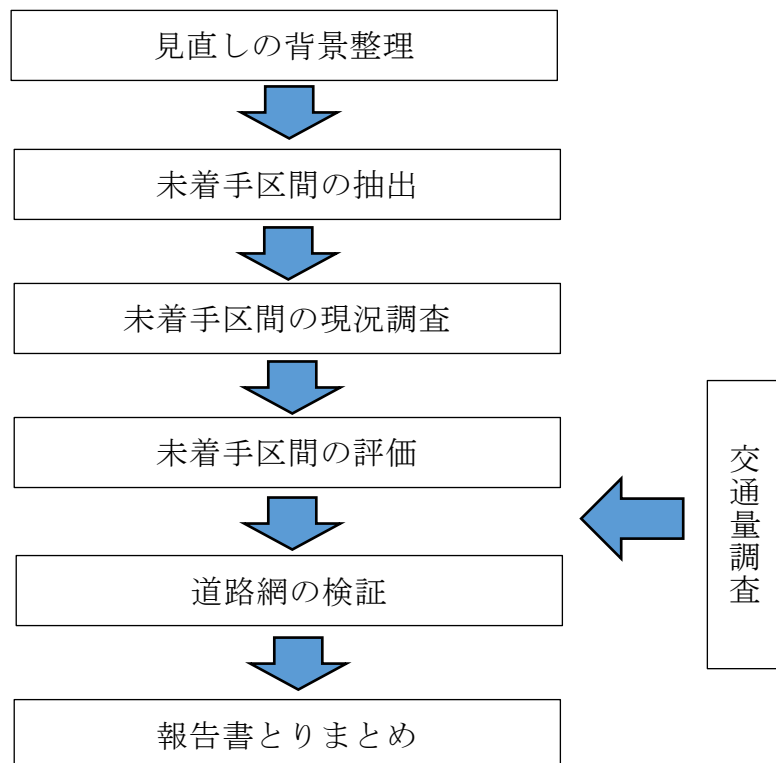 見直しの背景整理
未着手区間の抽出
未着手区間の現況調査
未着手区間の評価
交通量調査
道路網の検証
報告書とりまとめ